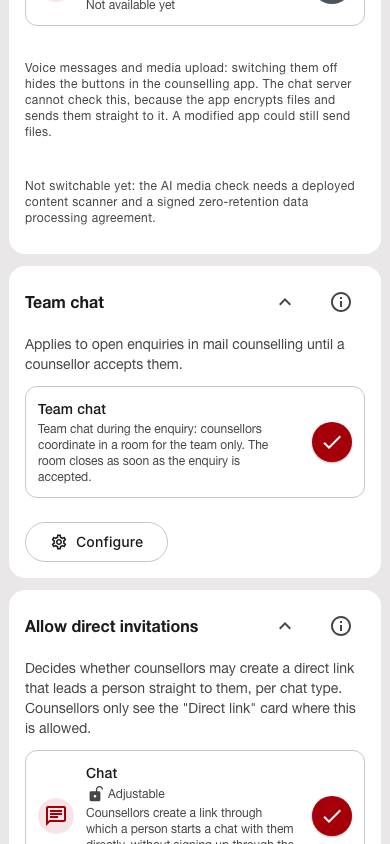 Not available yet
Voice messages and media upload: switching them off
hides the buttons in the counselling app. The chat server
cannot check this, because the app encrypts files and
sends them straight to it. A modified app could still send
files.
Not switchable yet: the AI media check needs a deployed
content scanner and a signed zero-retention data
processing agreement.
Team chat
Applies to open enquiries in mail counselling until a
counsellor accepts them.
Team chat
Team chat during the enquiry: counsellors
coordinate in a room for the team only. The
room closes as soon as the enquiry is
accepted.
Configure
Allow direct invitations
Decides whether counsellors may create a direct link
that leads a person straight to them, per chat type.
Counsellors only see the "Direct link" card where this
is allowed.
Chat
Adjustable
Counsellors create a link through
which a person starts a chat with them
directly, without signing up through the